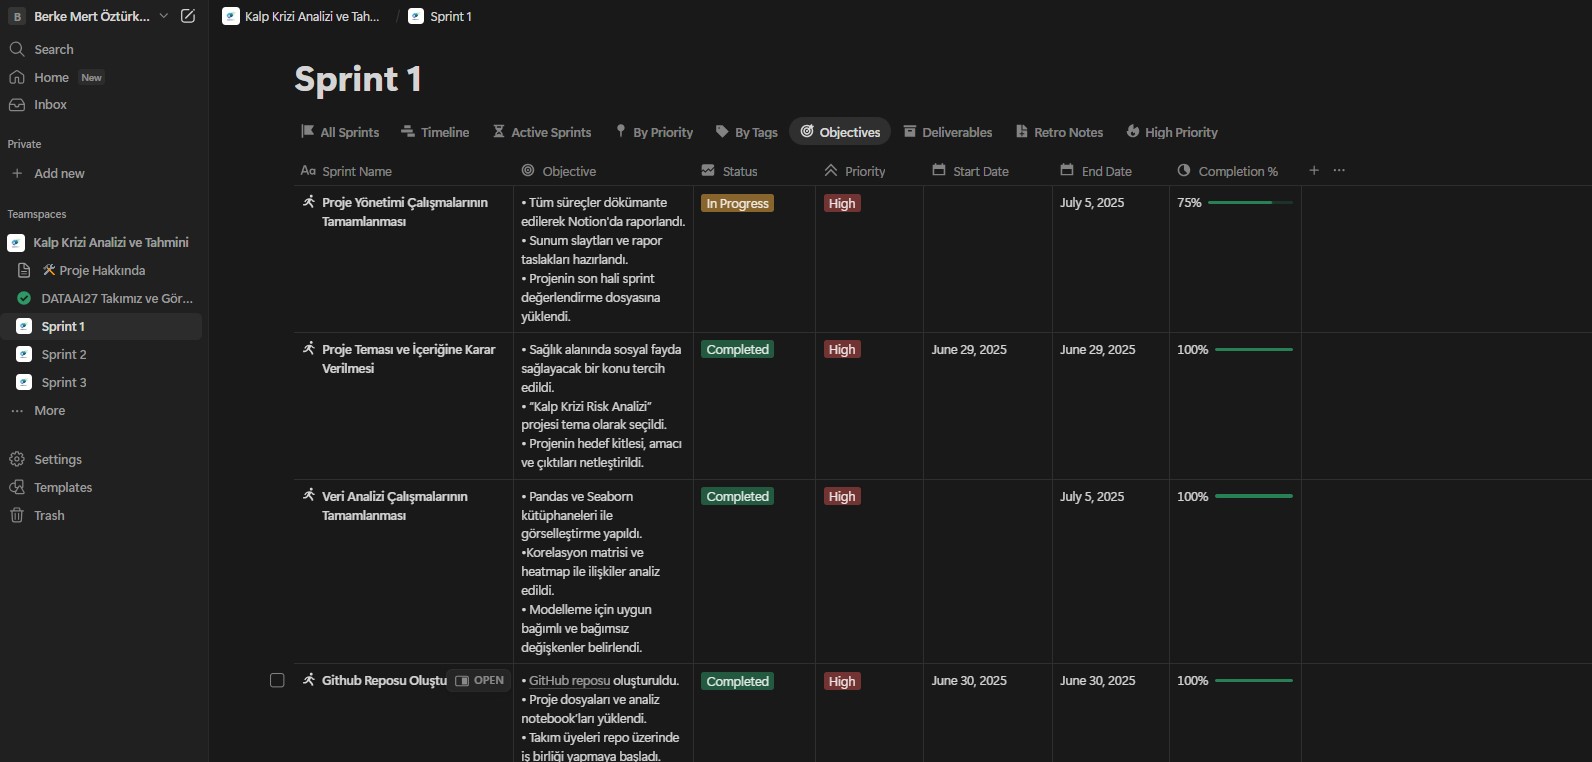 B Berke Mert Öztürk...
Search
Home New
Inbox
Private
Add new
Teamspaces
Kalp Krizi Analizi ve Tahmini
Proje Hakkında
DATAAI27 Takımız ve Gör...
Sprint 1
Sprint 2
Sprint 3
More
Settings
Templates
Trash
Kalp Krizi Analizi ve Tah... / Sprint 1
Sprint 1
All Sprints Timeline Active Sprints By Priority By Tags Objectives Deliverables Retro Notes High Priority
Aa Sprint Name Objective Status Priority Start Date End Date Completion %
Proje Yönetimi Çalışmalarının
Tamamlanması
• Tüm süreçler dökümante
edilerek Notion'da raporlandı.
• Sunum slaytları ve rapor
taslakları hazırlandı.
• Projenin son hali sprint
değerlendirme dosyasına
yüklendi.
In Progress
High
July 5, 2025
75%
Proje Teması ve İçeriğine Karar
Verilmesi
• Sağlık alanında sosyal fayda
sağlayacak bir konu tercih
edildi.
• “Kalp Krizi Risk Analizi”
projesi tema olarak seçildi.
• Projenin hedef kitlesi, amacı
ve çıktıları netleştirildi.
Completed
High
June 29, 2025
June 29, 2025
100%
Veri Analizi Çalışmalarının
Tamamlanması
• Pandas ve Seaborn
kütüphaneleri ile
görselleştirme yapıldı.
•Korelasyon matrisi ve
heatmap ile ilişkiler analiz
edildi.
• Modelleme için uygun
bağımlı ve bağımsız
değişkenler belirlendi.
Completed
High
July 5, 2025
100%
Github Reposu Oluştu
OPEN
• GitHub reposu oluşturuldu.
• Proje dosyaları ve analiz
notebook’ları yüklendi.
• Takım üyeleri repo üzerinde
iş birliği yapmaya başladı.
Completed
High
June 30, 2025
June 30, 2025
100%